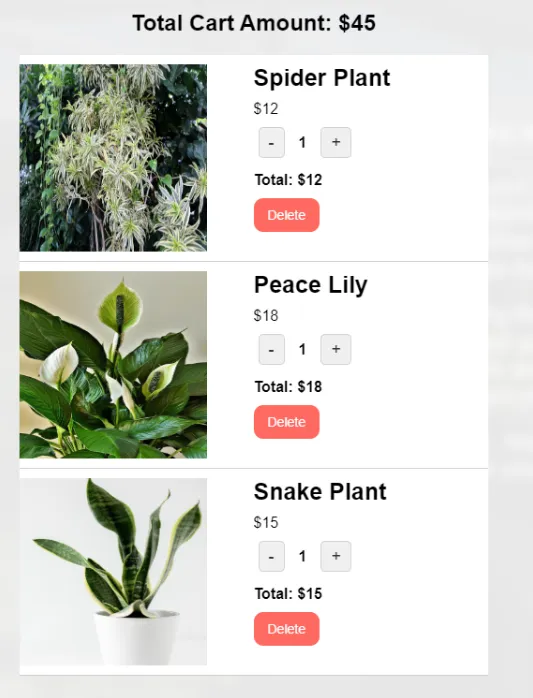 Total Cart Amount: $45
Spider Plant
$12
- 1 +
Total: $12
Delete
Peace Lily
$18
- 1 +
Total: $18
Delete
Snake Plant
$15
- 1 +
Total: $15
Delete